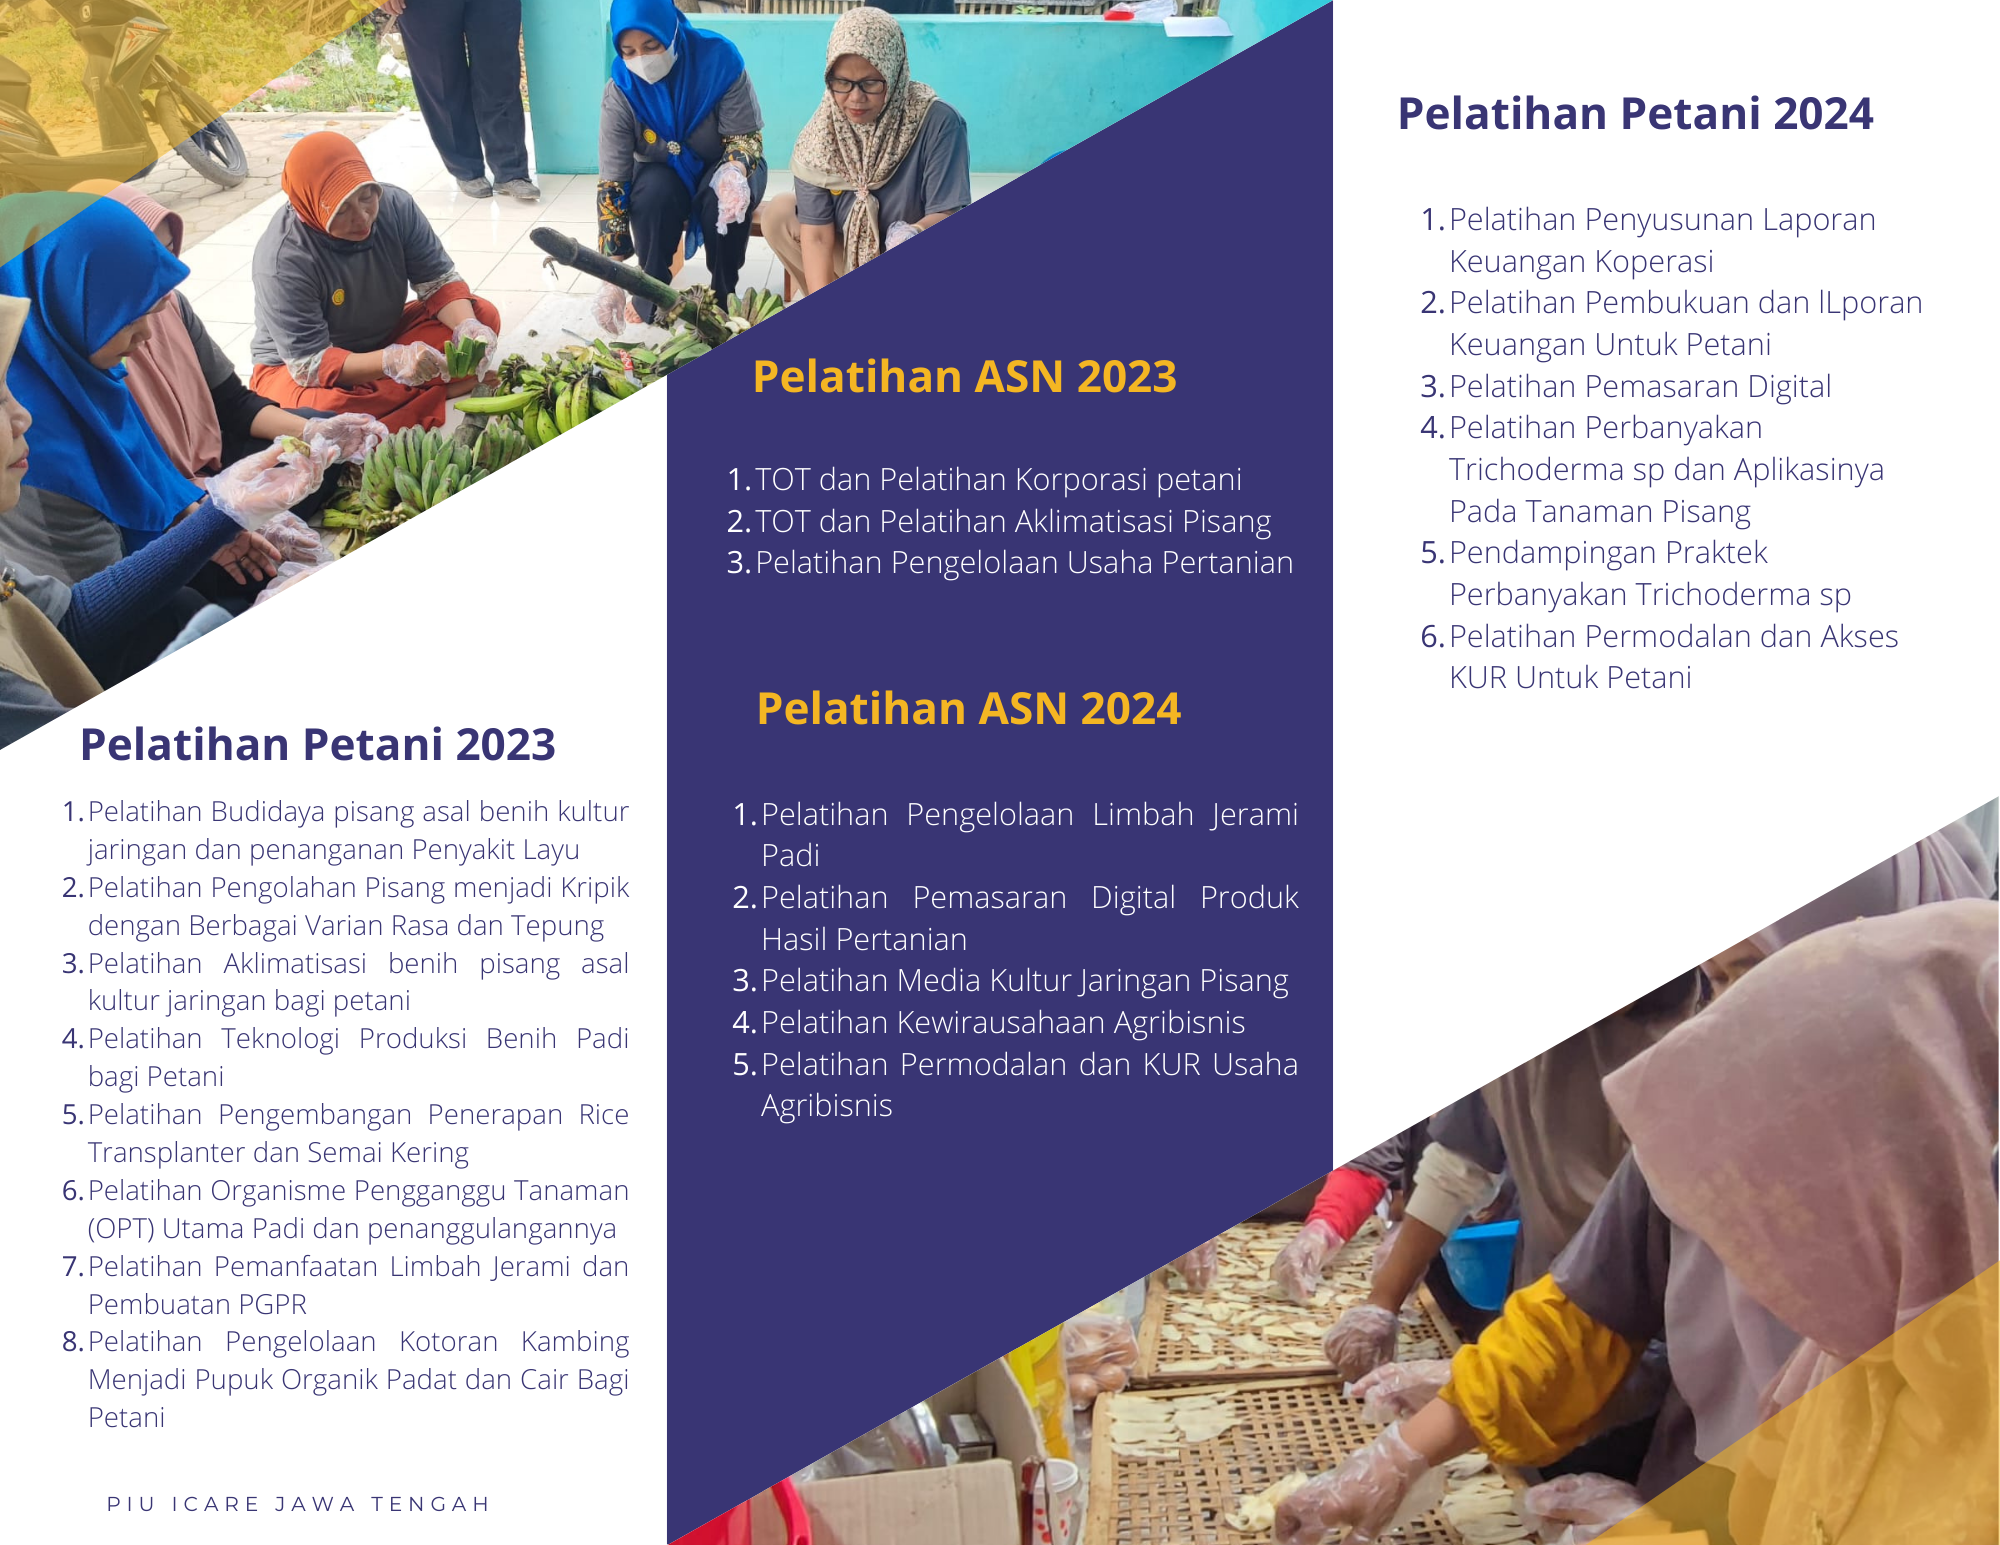 Pelatihan Petani 2023
1. Pelatihan Budidaya pisang asal benih kultur
jaringan dan penanganan Penyakit Layu
2. Pelatihan Pengolahan Pisang menjadi Kripik
dengan Berbagai Varian Rasa dan Tepung
3. Pelatihan Aklimatisasi benih pisang asal
kultur jaringan bagi petani
4. Pelatihan Teknologi Produksi Benih Padi
bagi Petani
5. Pelatihan Pengembangan Penerapan Rice
Transplanter dan Semai Kering
6. Pelatihan Organisme Pengganggu Tanaman
(OPT) Utama Padi dan penanggulangannya
7. Pelatihan Pemanfaatan Limbah Jerami dan
Pembuatan PGPR
8. Pelatihan Pengelolaan Kotoran Kambing
Menjadi Pupuk Organik Padat dan Cair Bagi
Petani
PIU ICARE JAWA TENGAH
Pelatihan ASN 2023
1. TOT dan Pelatihan Korporasi petani
2. TOT dan Pelatihan Aklimatisasi Pisang
3. Pelatihan Pengelolaan Usaha Pertanian
Pelatihan ASN 2024
1. Pelatihan Pengelolaan Limbah Jerami
Padi
2. Pelatihan Pemasaran Digital Produk
Hasil Pertanian
3. Pelatihan Media Kultur Jaringan Pisang
4. Pelatihan Kewirausahaan Agribisnis
5. Pelatihan Permodalan dan KUR Usaha
Agribisnis
Pelatihan Petani 2024
1. Pelatihan Penyusunan Laporan
Keuangan Koperasi
2. Pelatihan Pembukuan dan lLporan
Keuangan Untuk Petani
3. Pelatihan Pemasaran Digital
4. Pelatihan Perbanyakan
Trichoderma sp dan Aplikasinya
Pada Tanaman Pisang
5. Pendampingan Praktek
Perbanyakan Trichoderma sp
6. Pelatihan Permodalan dan Akses
KUR Untuk Petani